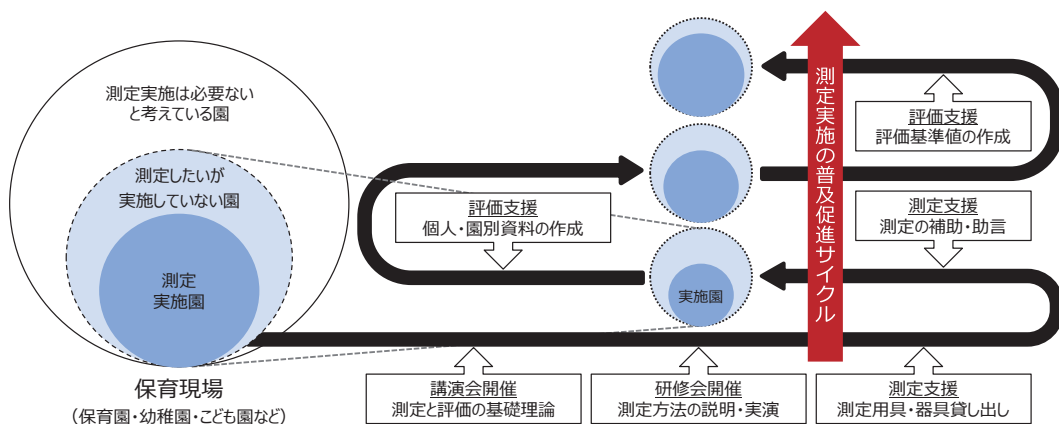 測定実施は必要ない
と考えている園
測定したいが
実施していない園
測定
実施園
保育現場
（保育園・幼稚園・こども園など）
評価支援
個人・園別資料の作成
実施園
測定実施の普及促進サイクル
評価支援
評価基準値の作成
測定支援
測定の補助・助言
講演会開催
測定と評価の基礎理論
研修会開催
測定方法の説明・実演
測定支援
測定用具・器具貸し出し